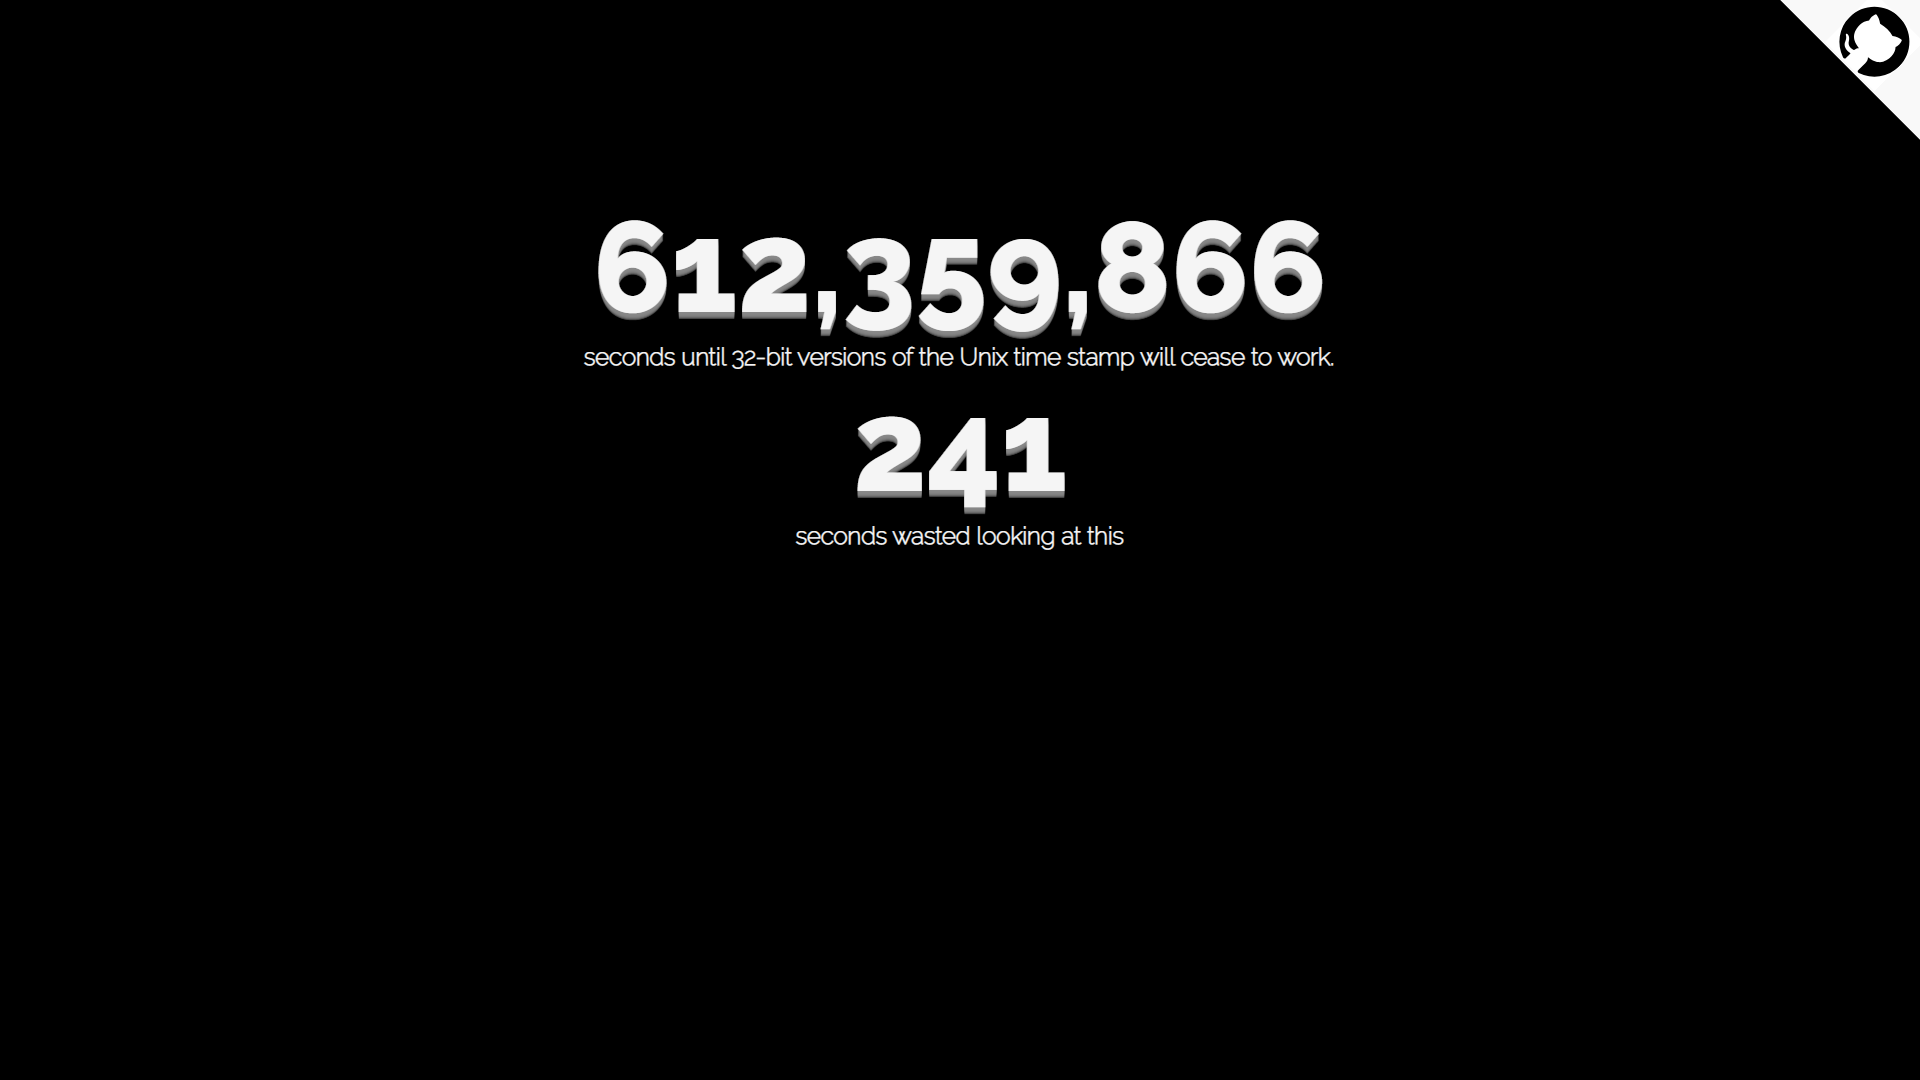 612,359,866
seconds until 32-bit versions of the Unix time stamp will cease to work.
241
seconds wasted looking at this